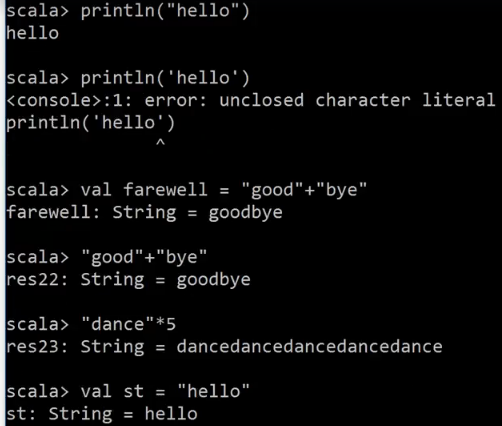 scala> println("hello")
hello
scala> println('hello')
<console>:1: error: unclosed character literal
println('hello')
^
scala> val farewell = "good"+"bye"
farewell: String = goodbye
scala> "good"+"bye"
res22: String = goodbye
scala> "dance"*5
res23: String = dancedancedancedancedance
scala> val st = "hello"
st: String = hello